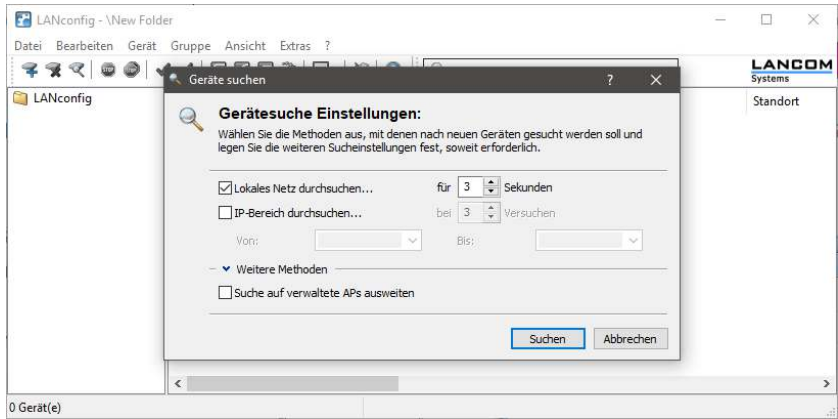 LANconfig - \New Folder
Datei Bearbeiten Gerät Gruppe Ansicht Extras ?
LANCOM
Systems
LANconfig
Standort
Geräte suchen ?
Gerätesuche Einstellungen:
Wählen Sie die Methoden aus, mit denen nach neuen Geräten gesucht werden soll und
legen Sie die weiteren Sucheinstellungen fest, soweit erforderlich.
Lokales Netz durchsuchen... für 3 Sekunden
IP-Bereich durchsuchen... bei 3 Versuchen
Von: Bis:
Weitere Methoden
Suche auf verwaltete APs ausweiten
Suchen Abbrechen
0 Gerät(e)